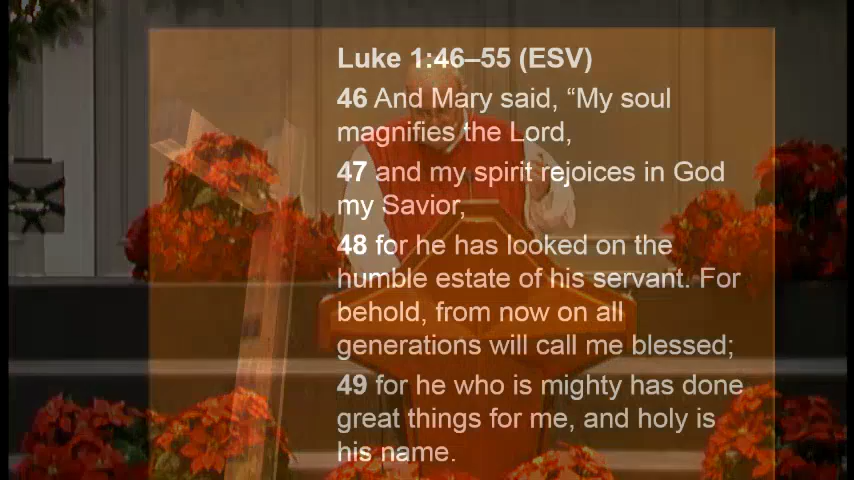 Luke 1:46–55 (ESV)
46 And Mary said, “My soul
magnifies the Lord,
47 and my spirit rejoices in God
my Savior,
48 for he has looked on the
humble estate of his servant. For
behold, from now on all
generations will call me blessed;
49 for he who is mighty has done
great things for me, and holy is
his name.